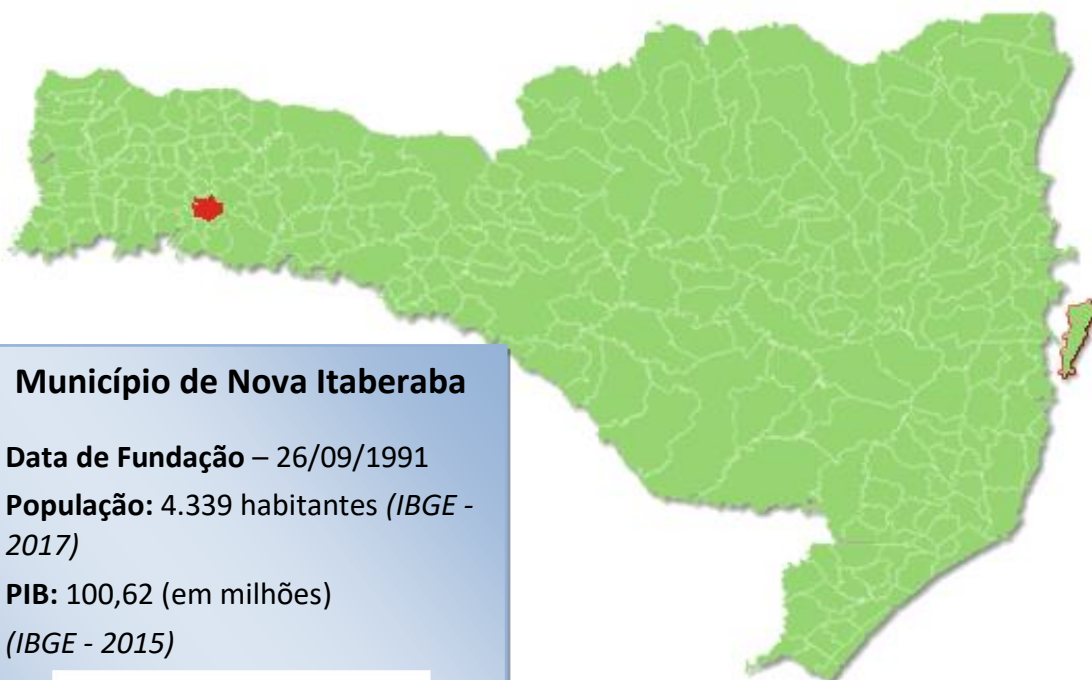 Município de Nova Itaberaba
Data de Fundação – 26/09/1991
População: 4.339 habitantes (IBGE -
2017)
PIB: 100,62 (em milhões)
(IBGE - 2015)